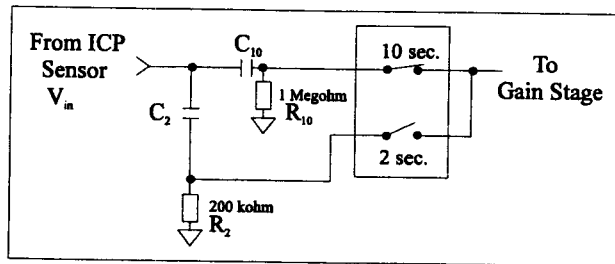 From ICP
Sensor
V_in
C_10
C_2
1 Megohm
R_10
200 kohm
R_2
10 sec.
2 sec.
To
Gain Stage